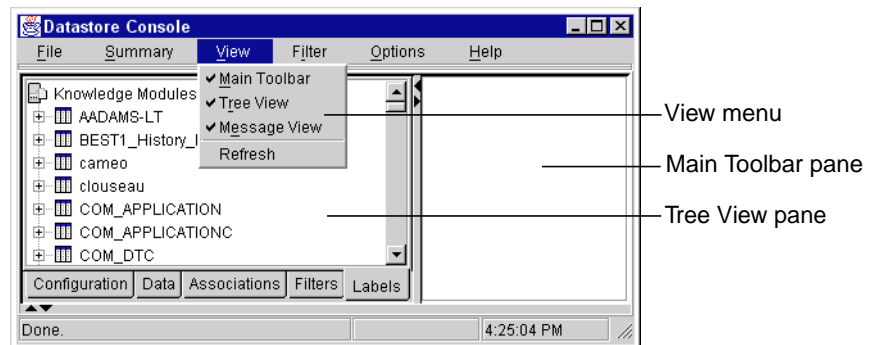 Datastore Console
File Summary View Filter Options Help
Main Toolbar
Tree View
Message View
Refresh
Knowledge Modules
AADAMS-LT
BEST1_History_
cameo
clouseau
COM_APPLICATION
COM_APPLICATIONC
COM_DTC
Configuration Data Associations Filters Labels
Done. 4:25:04 PM
View menu
Main Toolbar pane
Tree View pane